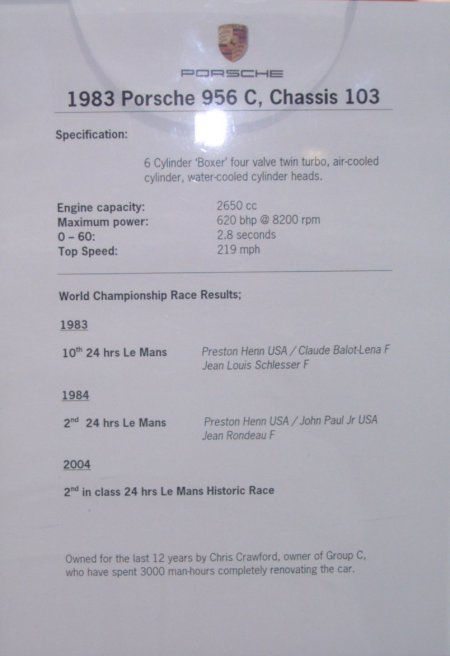 PORSCHE
1983 Porsche 956 C, Chassis 103
Specification:
6 Cylinder 'Boxer' four valve twin turbo, air-cooled
cylinder, water-cooled cylinder heads.
Engine capacity: 2650 cc
Maximum power: 620 bhp @ 8200 rpm
0 – 60: 2.8 seconds
Top Speed: 219 mph
World Championship Race Results;
1983
10th 24 hrs Le Mans Preston Henn USA / Claude Balot-Lena F
Jean Louis Schlesser F
1984
2nd 24 hrs Le Mans Preston Henn USA / John Paul Jr USA
Jean Rondeau F
2004
2nd in class 24 hrs Le Mans Historic Race
Owned for the last 12 years by Chris Crawford, owner of Group C,
who have spent 3000 man-hours completely renovating the car.